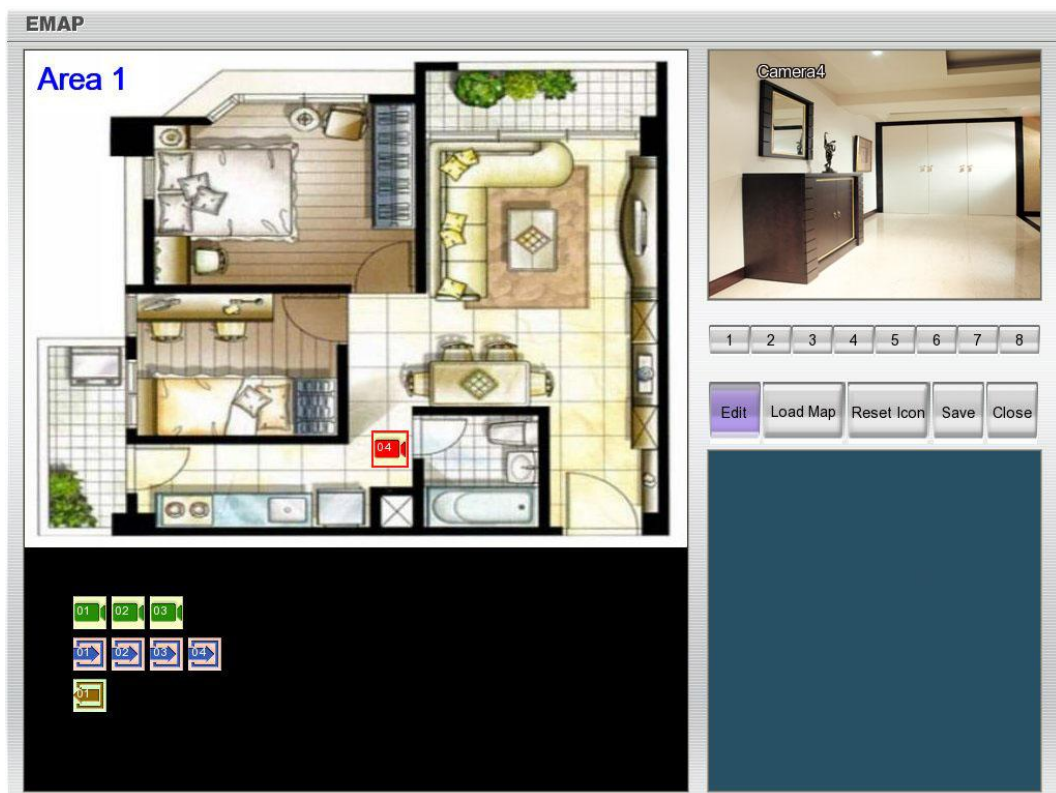 EMAP
Area 1
Camera4
1 2 3 4 5 6 7 8
Edit Load Map Reset Icon Save Close
04
01 02 03
01 02 03 04
01